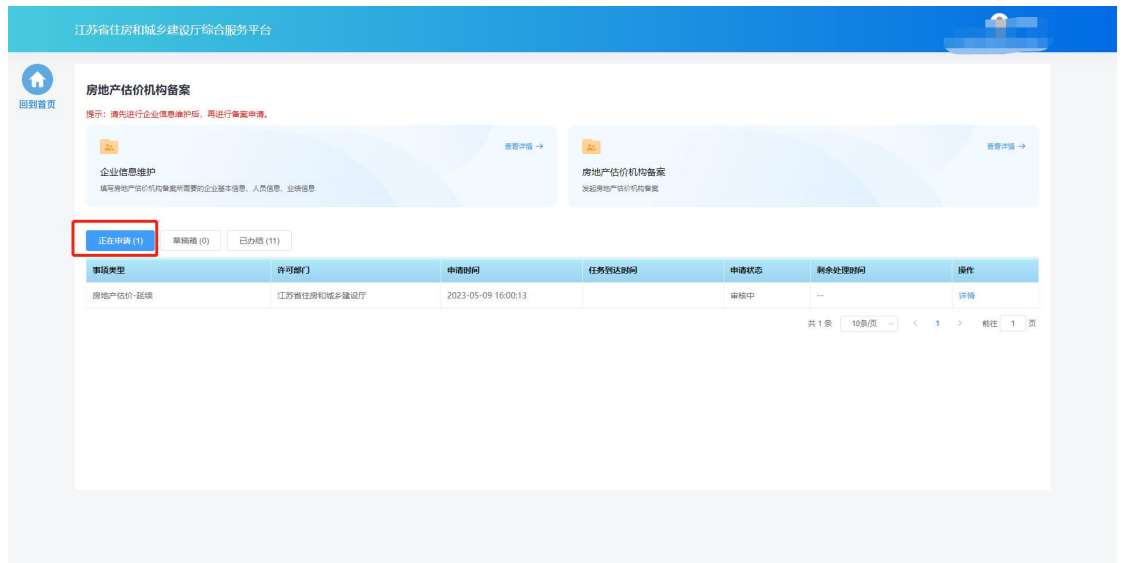 江苏省住房和城乡建设厅综合服务平台
回到首页
房地产估价机构备案
提示：请先进行企业信息维护后，再进行备案申请。
查看详情 →
企业信息维护
填写房地产估价机构备案所需要的企业基本信息、人员信息、业绩信息
查看详情 →
房地产估价机构备案
发起房地产估价机构备案
正在申请 (1) 草稿箱 (0) 已办结 (11)
事项类型 许可部门 申请时间 任务到达时间 申请状态 剩余处理时间 操作
房地产估价-延续 江苏省住房和城乡建设厅 2023-05-09 16:00:13 审核中 -- 详情
共 1 条 10条/页 < 1 > 前往 1 页